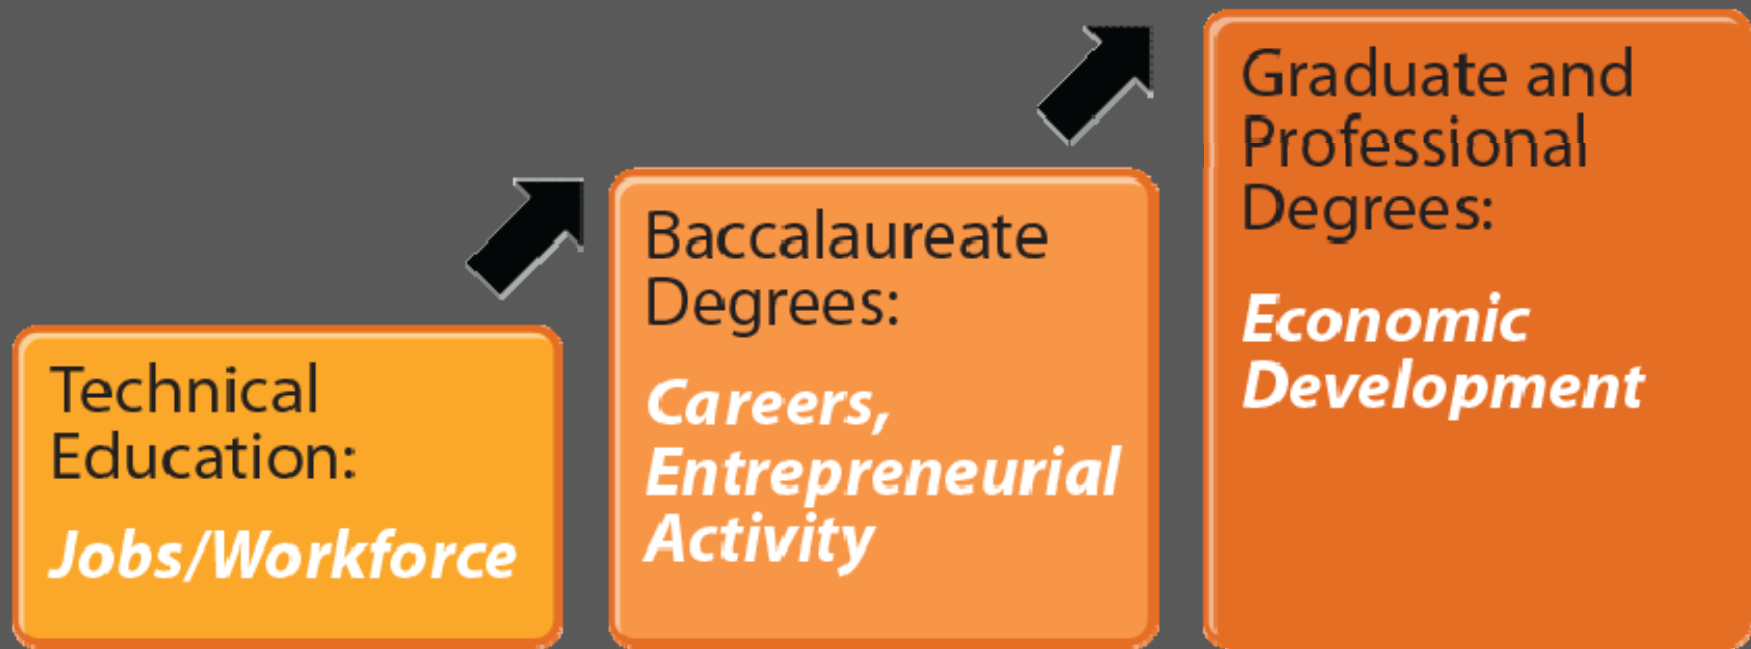 Technical
Education:
Jobs/Workforce
Baccalaureate
Degrees:
Careers,
Entrepreneurial
Activity
Graduate and
Professional
Degrees:
Economic
Development